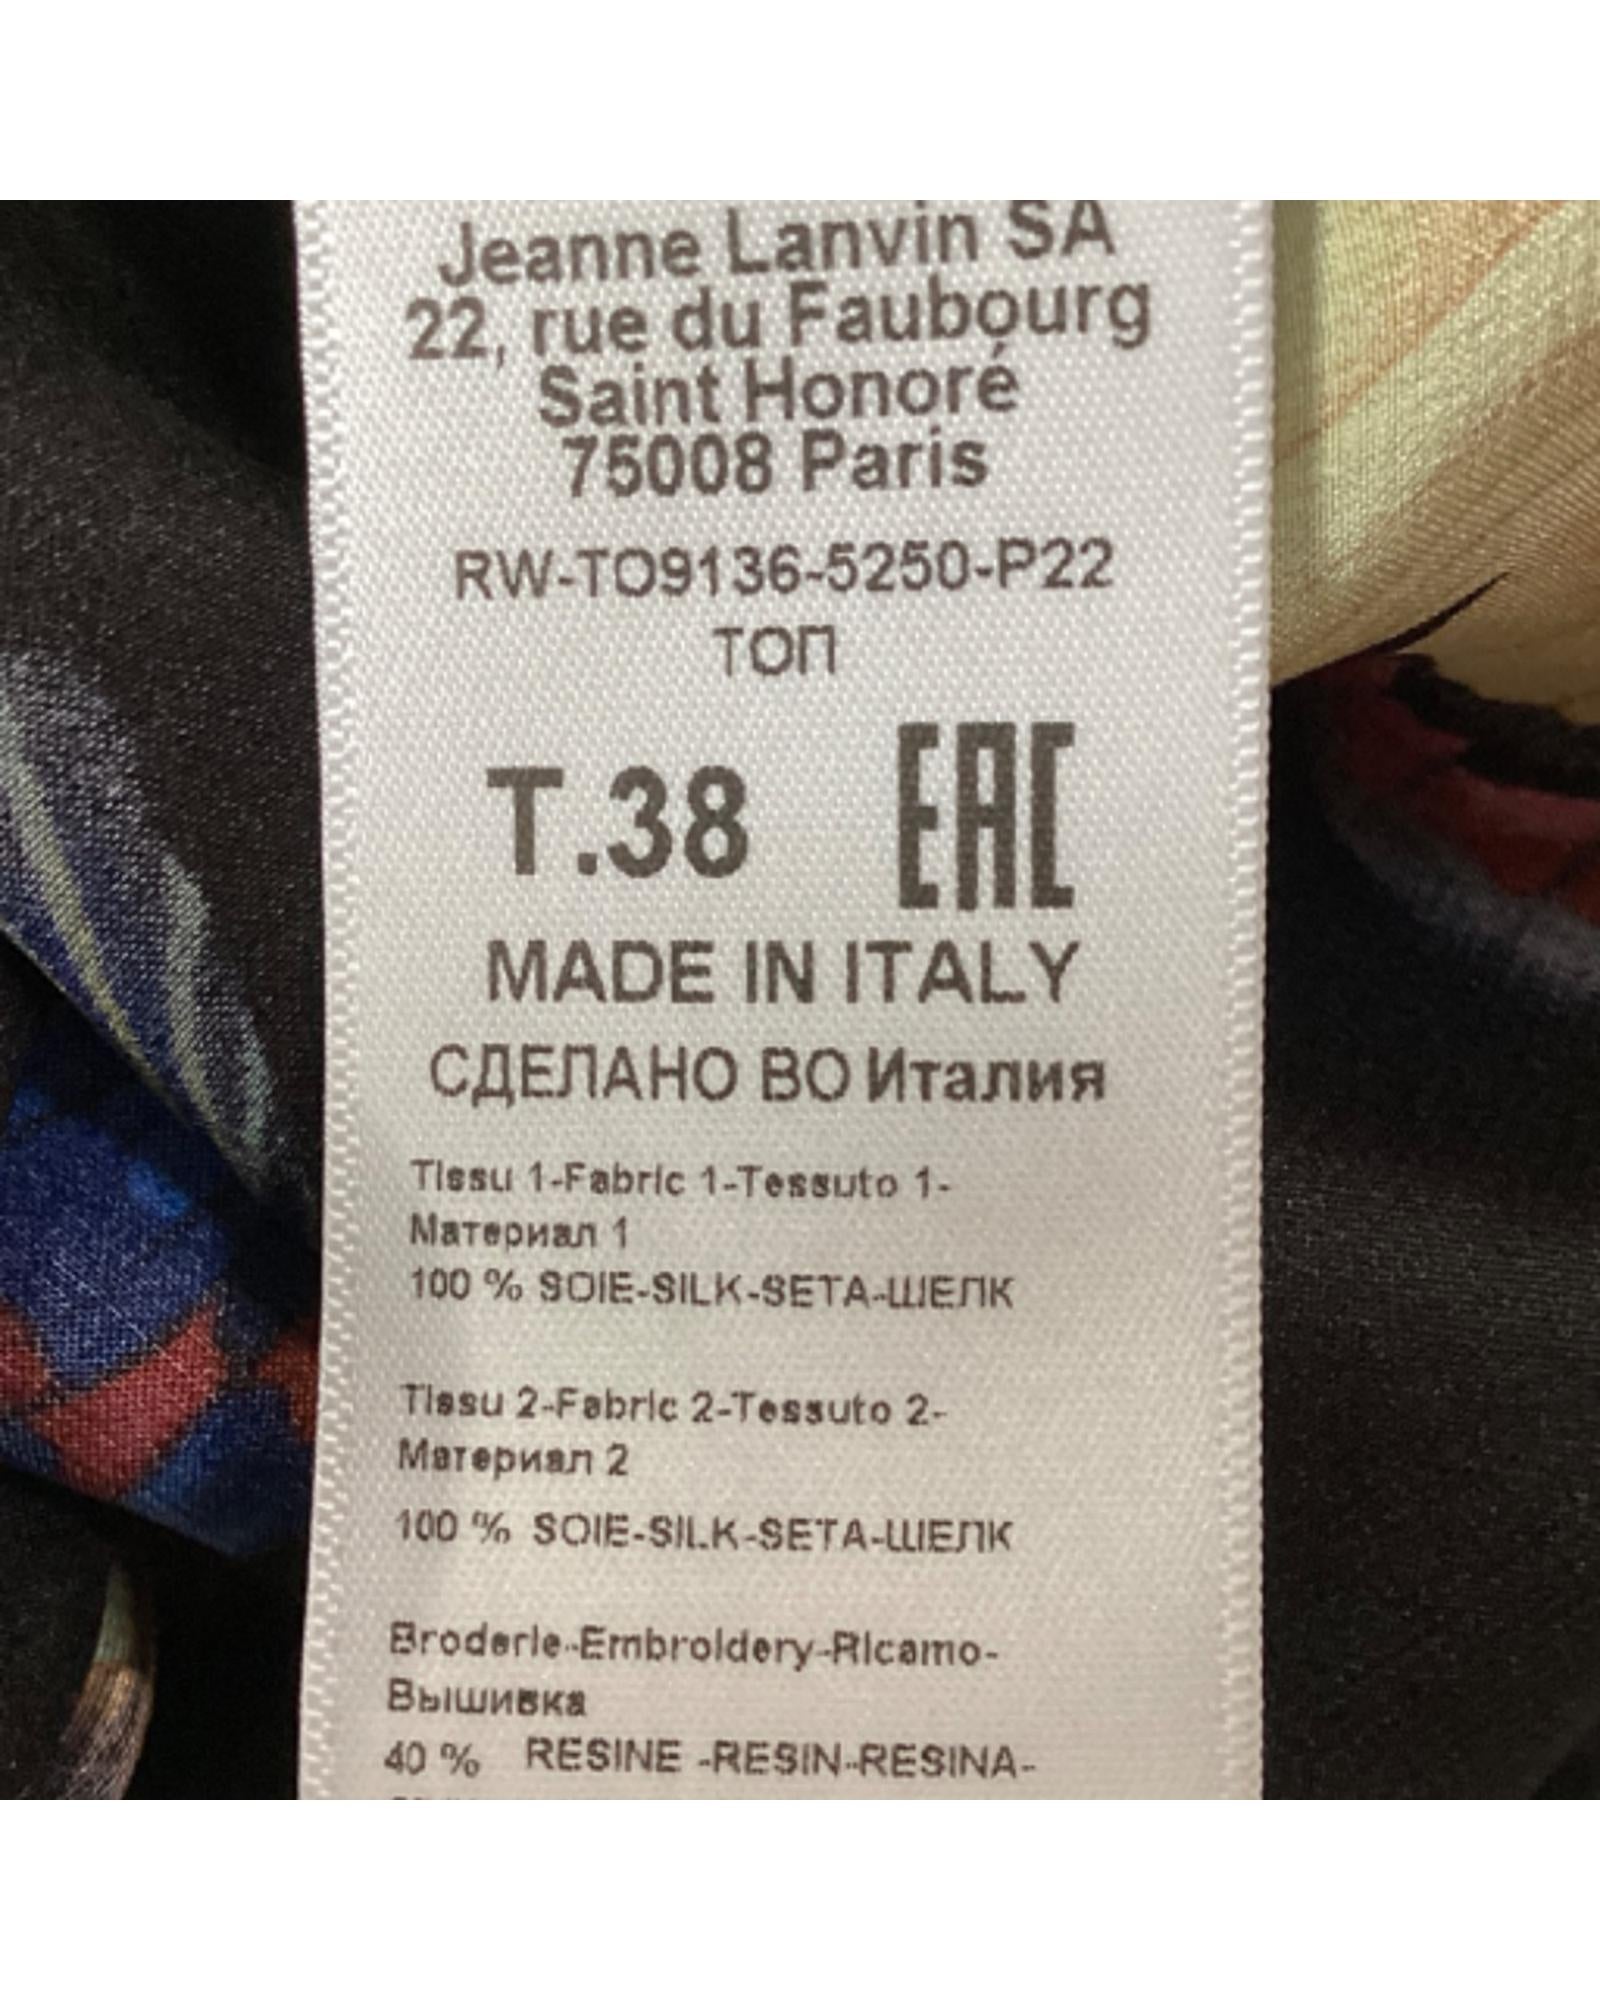 Jeanne Lanvin SA
22, rue du Faubourg
Saint Honoré
75008 Paris
RW-TO9136-5250-P22
ТОП
T.38 EAC
MADE IN ITALY
СДЕЛАНО ВО Италия
Tissu 1-Fabric 1-Tessuto 1-
Материал 1
100 % SOIE-SILK-SETA-ШЕЛК
Tissu 2-Fabric 2-Tessuto 2-
Материал 2
100 % SOIE-SILK-SETA-ШЕЛК
Broderie-Embroidery-Ricamo-
Вышивка
40 % RESINE -RESIN-RESINA-